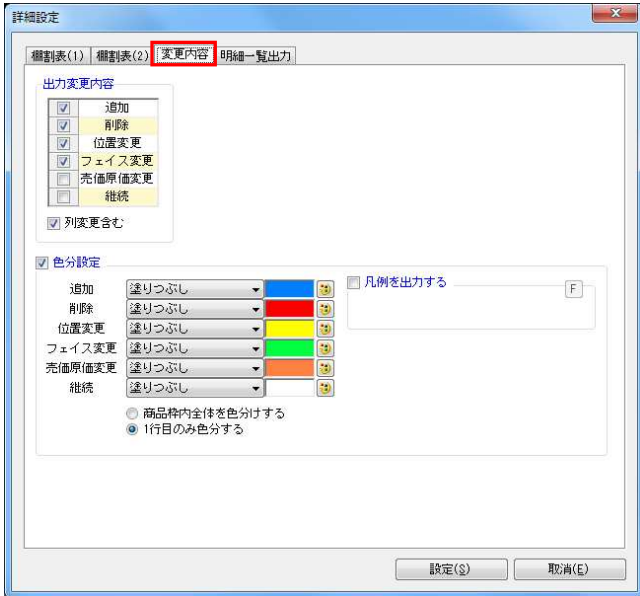 詳細設定
棚割表(1) 棚割表(2) 変更内容 明細一覧出力
出力変更内容
追加
削除
位置変更
フェイス変更
売価原価変更
継続
列変更含む
色分設定
追加 塗りつぶし
削除 塗りつぶし
位置変更 塗りつぶし
フェイス変更 塗りつぶし
売価原価変更 塗りつぶし
継続 塗りつぶし
商品枠内全体を色分けする
1行目のみ色分する
凡例を出力する F
設定(S) 取消(E)